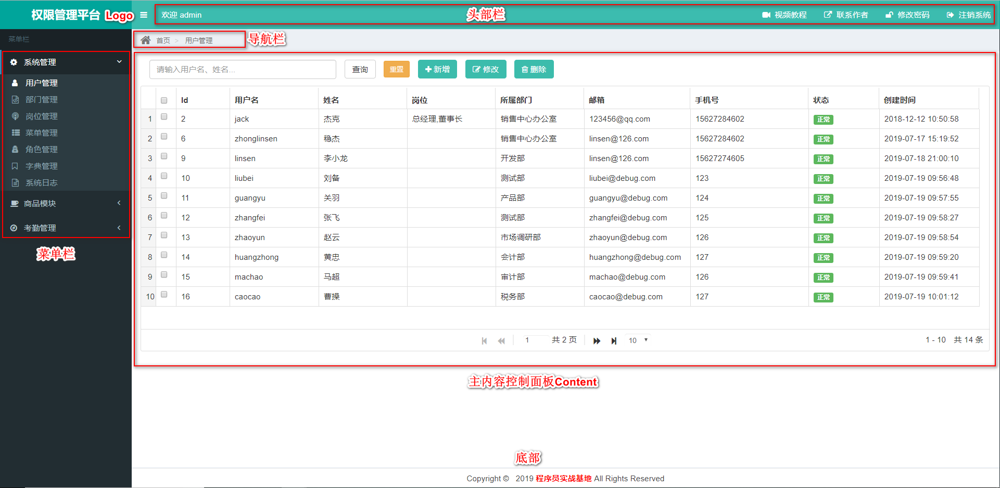 权限管理平台 Logo
欢迎 admin
头部栏
视频教程 联系作者 修改密码 注销系统
菜单栏
首页 > 用户管理
导航栏
系统管理
用户管理
部门管理
岗位管理
菜单管理
角色管理
字典管理
系统日志
商品模块
考勤管理
菜单栏
请输入用户名、姓名... 查询 重置 新增 修改 删除
Id 用户名 姓名 岗位 所属部门 邮箱 手机号 状态 创建时间
1 2 jack 杰克 总经理,董事长 销售中心办公室 123456@qq.com 15627284602 正常 2018-12-12 10:50:58
2 6 zhonglinsen 稳杰 销售中心办公室 linsen@126.com 15627284602 正常 2019-07-17 15:19:52
3 9 linsen 李小龙 开发部 linsen@126.com 15627274605 正常 2019-07-18 21:00:10
4 10 liubei 刘备 测试部 liubei@debug.com 123 正常 2019-07-19 09:56:48
5 11 guangyu 关羽 产品部 guangyu@debug.com 124 正常 2019-07-19 09:57:55
6 12 zhangfei 张飞 测试部 zhangfei@debug.com 125 正常 2019-07-19 09:58:27
7 13 zhaoyun 赵云 市场调研部 zhaoyun@debug.com 126 正常 2019-07-19 09:58:54
8 14 huangzhong 黄忠 会计部 huangzhong@debug.com 127 正常 2019-07-19 09:59:20
9 15 machao 马超 审计部 machao@debug.com 126 正常 2019-07-19 09:59:41
10 16 caocao 曹操 税务部 caocao@debug.com 127 正常 2019-07-19 10:01:12
1 共 2 页 10 1 - 10 共 14 条
主内容控制面板Content
底部
Copyright © 2019 程序员实战基地 All Rights Reserved